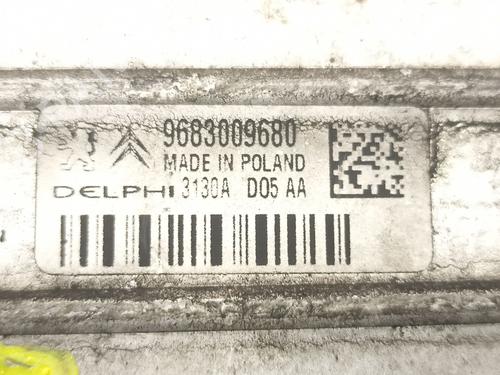 9683009680
MADE IN POLAND
DELPHI 3130A D05 AA